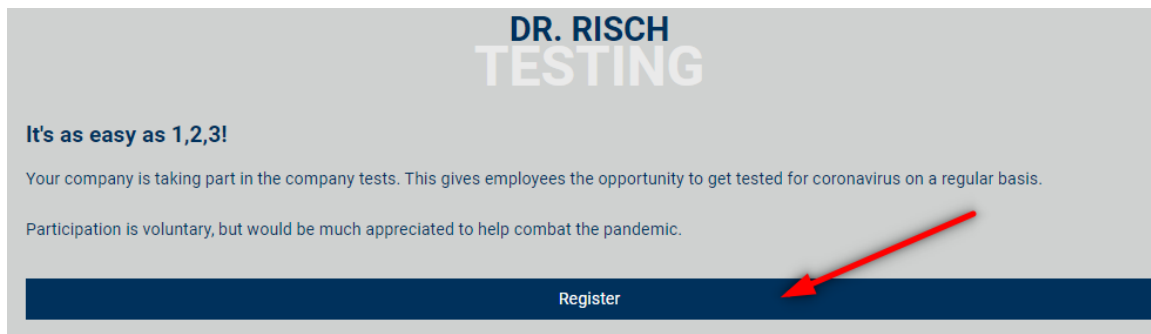 DR. RISCH
TESTING
It's as easy as 1,2,3!
Your company is taking part in the company tests. This gives employees the opportunity to get tested for coronavirus on a regular basis.
Participation is voluntary, but would be much appreciated to help combat the pandemic.
Register